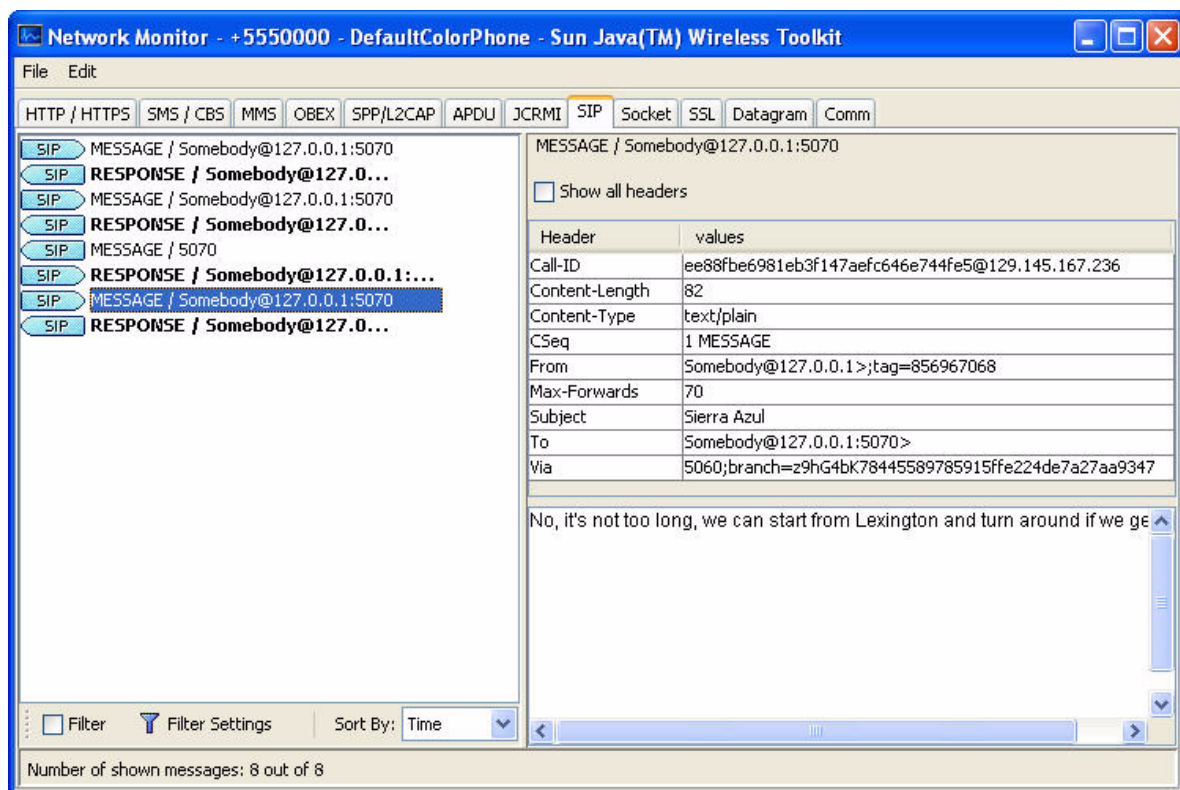 Network Monitor - +5550000 - DefaultColorPhone - Sun Java(TM) Wireless Toolkit
File Edit
HTTP / HTTPS SMS / CBS MMS OBEX SPP/L2CAP APDU JCRMI SIP Socket SSL Datagram Comm
SIP MESSAGE / Somebody@127.0.0.1:5070
SIP RESPONSE / Somebody@127.0...
SIP MESSAGE / Somebody@127.0.0.1:5070
SIP RESPONSE / Somebody@127.0...
SIP MESSAGE / 5070
SIP RESPONSE / Somebody@127.0.0.1:...
SIP MESSAGE / Somebody@127.0.0.1:5070
SIP RESPONSE / Somebody@127.0...
Filter Filter Settings Sort By: Time
MESSAGE / Somebody@127.0.0.1:5070
Show all headers
Header values
Call-ID ee88fbe6981eb3f147aefc646e744fe5@129.145.167.236
Content-Length 82
Content-Type text/plain
CSeq 1 MESSAGE
From Somebody@127.0.0.1>;tag=856967068
Max-Forwards 70
Subject Sierra Azul
To Somebody@127.0.0.1:5070>
Via 5060;branch=z9hG4bK78445589785915ffe224de7a27aa9347
No, it's not too long, we can start from Lexington and turn around if we ge
Number of shown messages: 8 out of 8